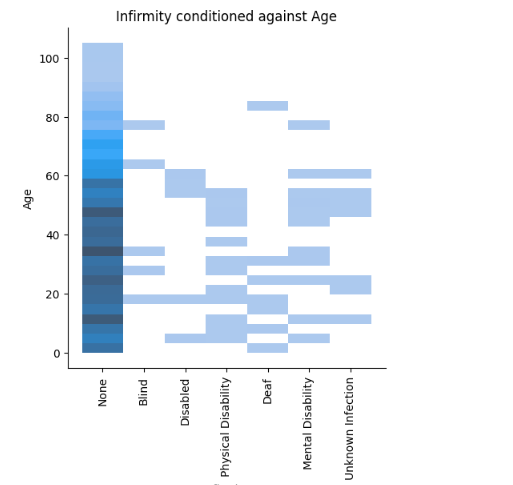 Infirmity conditioned against Age
100
80
60
40
20
0
Age
None
Blind
Disabled
Physical Disability
Deaf
Mental Disability
Unknown Infection